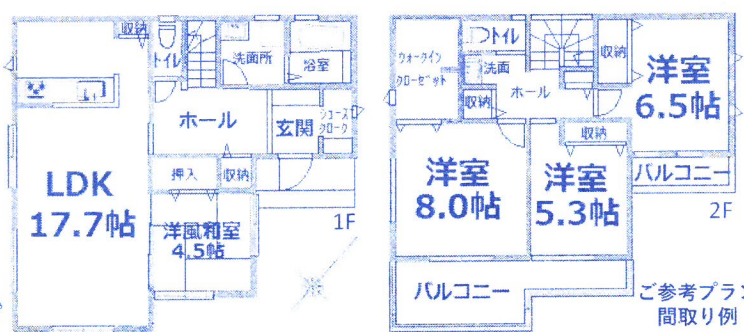 収納
トイレ
洗面所
浴室
ホール
玄関
シューズ
クローク
LDK
17.7帖
押入
収納
洋風和室
4.5帖
1F
ウォークイン
クローゼット
トイレ
洗面
収納
ホール
収納
洋室
6.5帖
収納
洋室
8.0帖
洋室
5.3帖
バルコニー
2F
バルコニー
ご参考プラン
間取り例